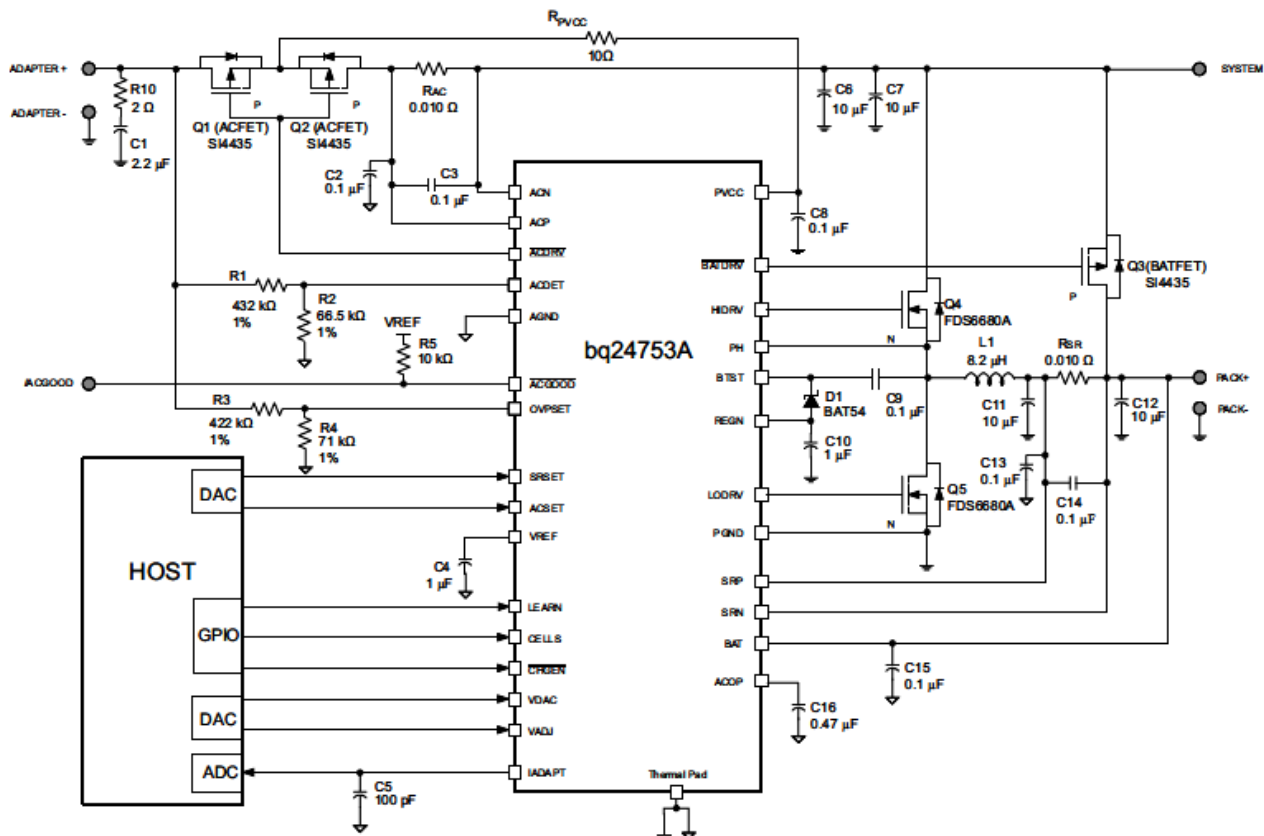 R_PVCC
10Ω
ADAPTER +
SYSTEM
R10
2 Ω
P
P
R_AC
0.010 Ω
C6
10 µF
C7
10 µF
ADAPTER -
C1
2.2 µF
Q1 (ACFET)
SI4435
Q2 (ACFET)
SI4435
C2
0.1 µF
C3
0.1 µF
ACN
PVCC
C8
0.1 µF
ACP
ACDRV
BATDRV
Q3(BATFET)
SI4435
P
R1
432 kΩ
1%
ACDET
R2
66.5 kΩ
1%
HIDRV
Q4
FDS6680A
N
VREF
AGND
R5
10 kΩ
bq24753A
PH
L1
8.2 µH
R_SR
0.010 Ω
/ACGOOD
ACGOOD
BTST
PACK+
D1
BAT54
C9
0.1 µF
C11
10 µF
C12
10 µF
R3
422 kΩ
1%
OVPSET
REGN
PACK-
R4
71 kΩ
1%
C10
1 µF
C13
0.1 µF
DAC
SRSET
LODRV
Q5
FDS6680A
N
C14
0.1 µF
ACSET
VREF
PGND
C4
1 µF
HOST
SRP
LEARN
SRN
GPIO
CELLS
BAT
CHGEN
C15
0.1 µF
VDAC
ACOP
DAC
VADJ
C16
0.47 µF
ADC
IADAPT
Thermal Pad
C5
100 pF